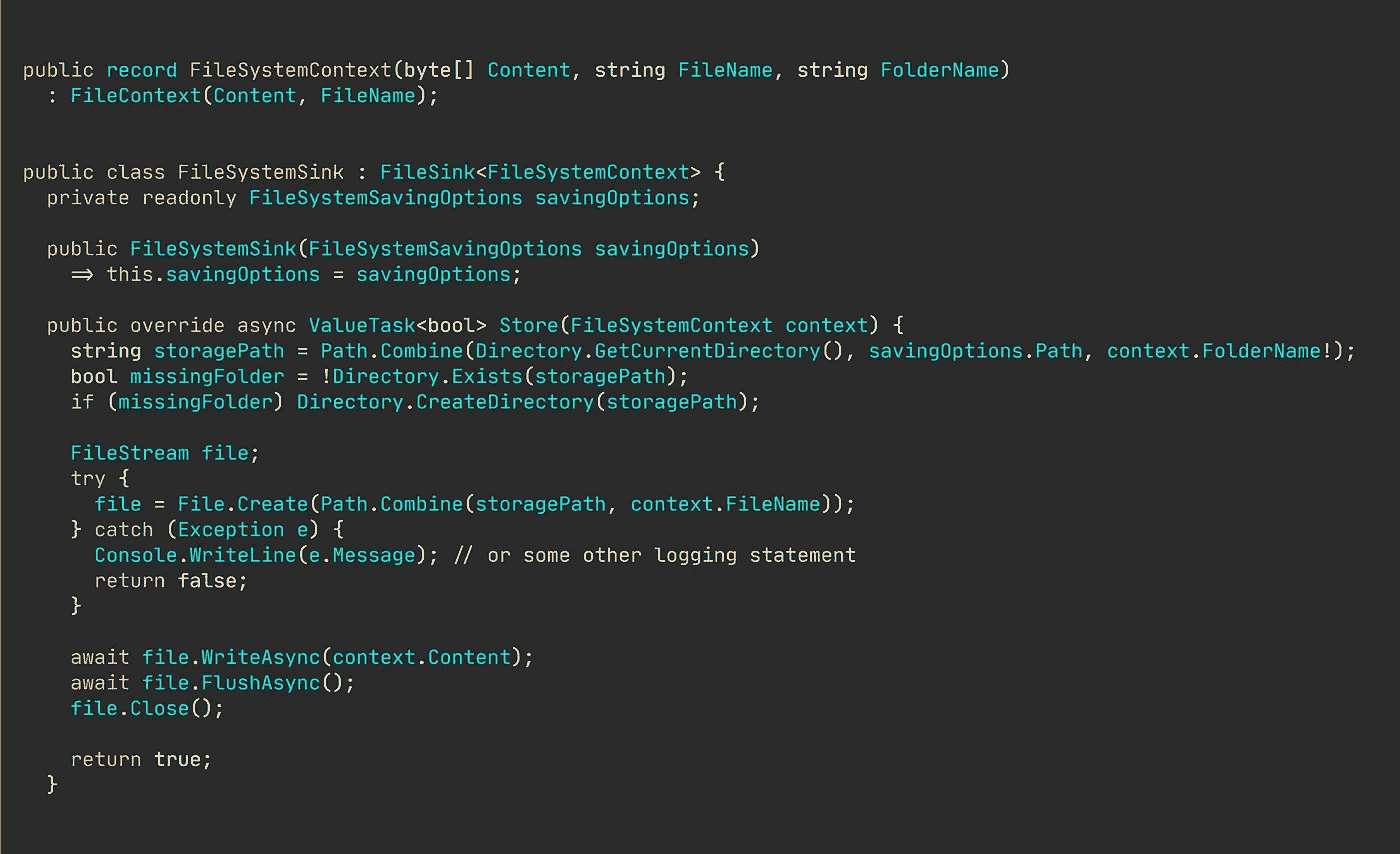 public record FileSystemContext(byte[] Content, string FileName, string FolderName)
  : FileContext(Content, FileName);
public class FileSystemSink : FileSink<FileSystemContext> {
  private readonly FileSystemSavingOptions savingOptions;
  public FileSystemSink(FileSystemSavingOptions savingOptions)
    => this.savingOptions = savingOptions;
  public override async ValueTask<bool> Store(FileSystemContext context) {
    string storagePath = Path.Combine(Directory.GetCurrentDirectory(), savingOptions.Path, context.FolderName!);
    bool missingFolder = !Directory.Exists(storagePath);
    if (missingFolder) Directory.CreateDirectory(storagePath);
    FileStream file;
    try {
      file = File.Create(Path.Combine(storagePath, context.FileName));
    } catch (Exception e) {
      Console.WriteLine(e.Message); // or some other logging statement
      return false;
    }
    await file.WriteAsync(context.Content);
    await file.FlushAsync();
    file.Close();
    return true;
  }